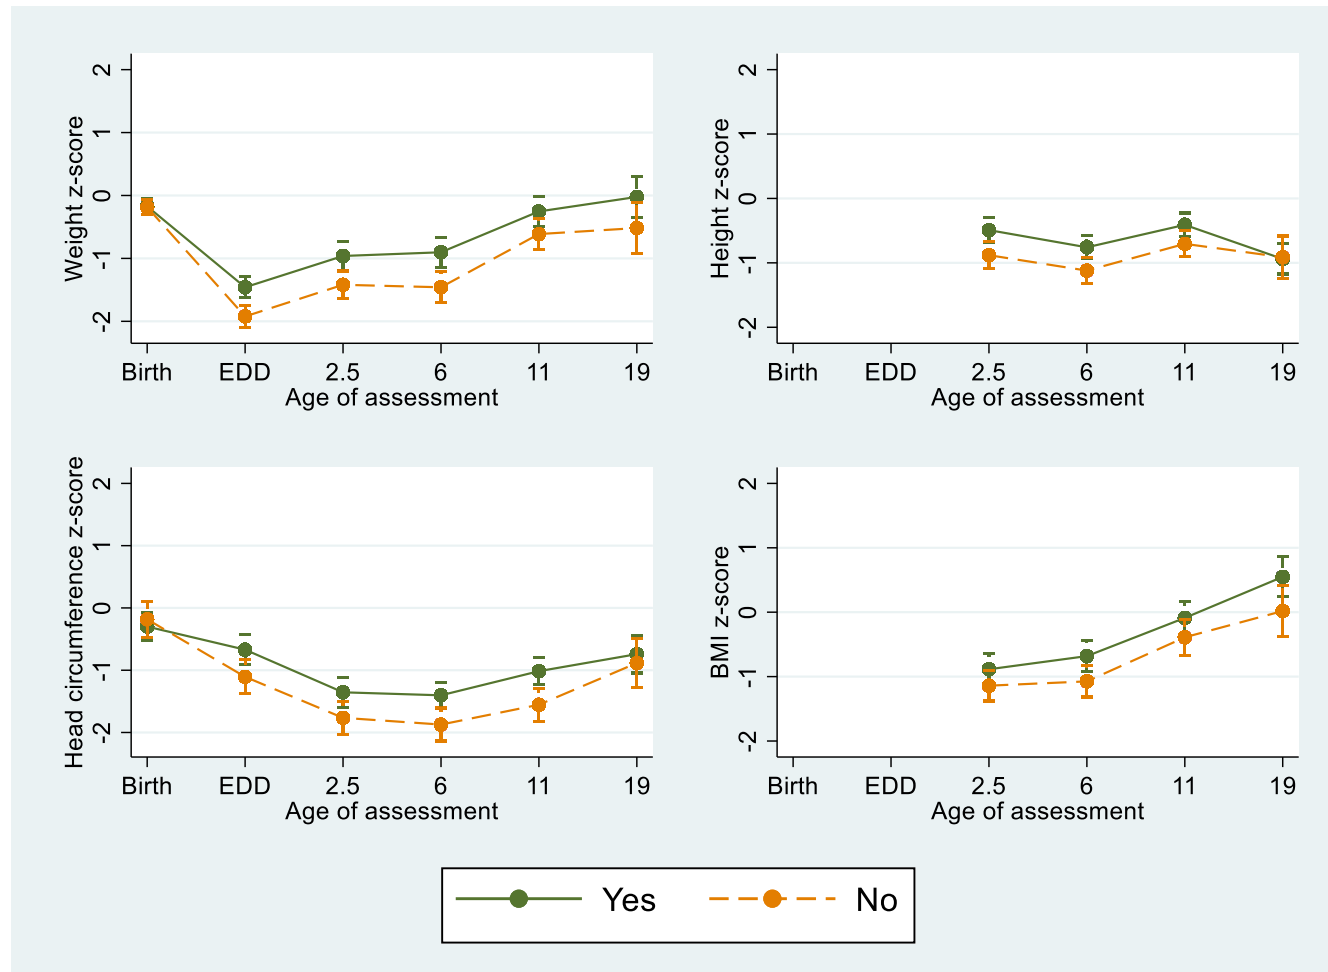 Weight z-score
2
1
0
-1
-2
Birth EDD 2.5 6 11 19
Age of assessment
Height z-score
2
1
0
-1
-2
Birth EDD 2.5 6 11 19
Age of assessment
Head circumference z-score
2
1
0
-1
-2
Birth EDD 2.5 6 11 19
Age of assessment
BMI z-score
2
1
0
-1
-2
Birth EDD 2.5 6 11 19
Age of assessment
Yes No